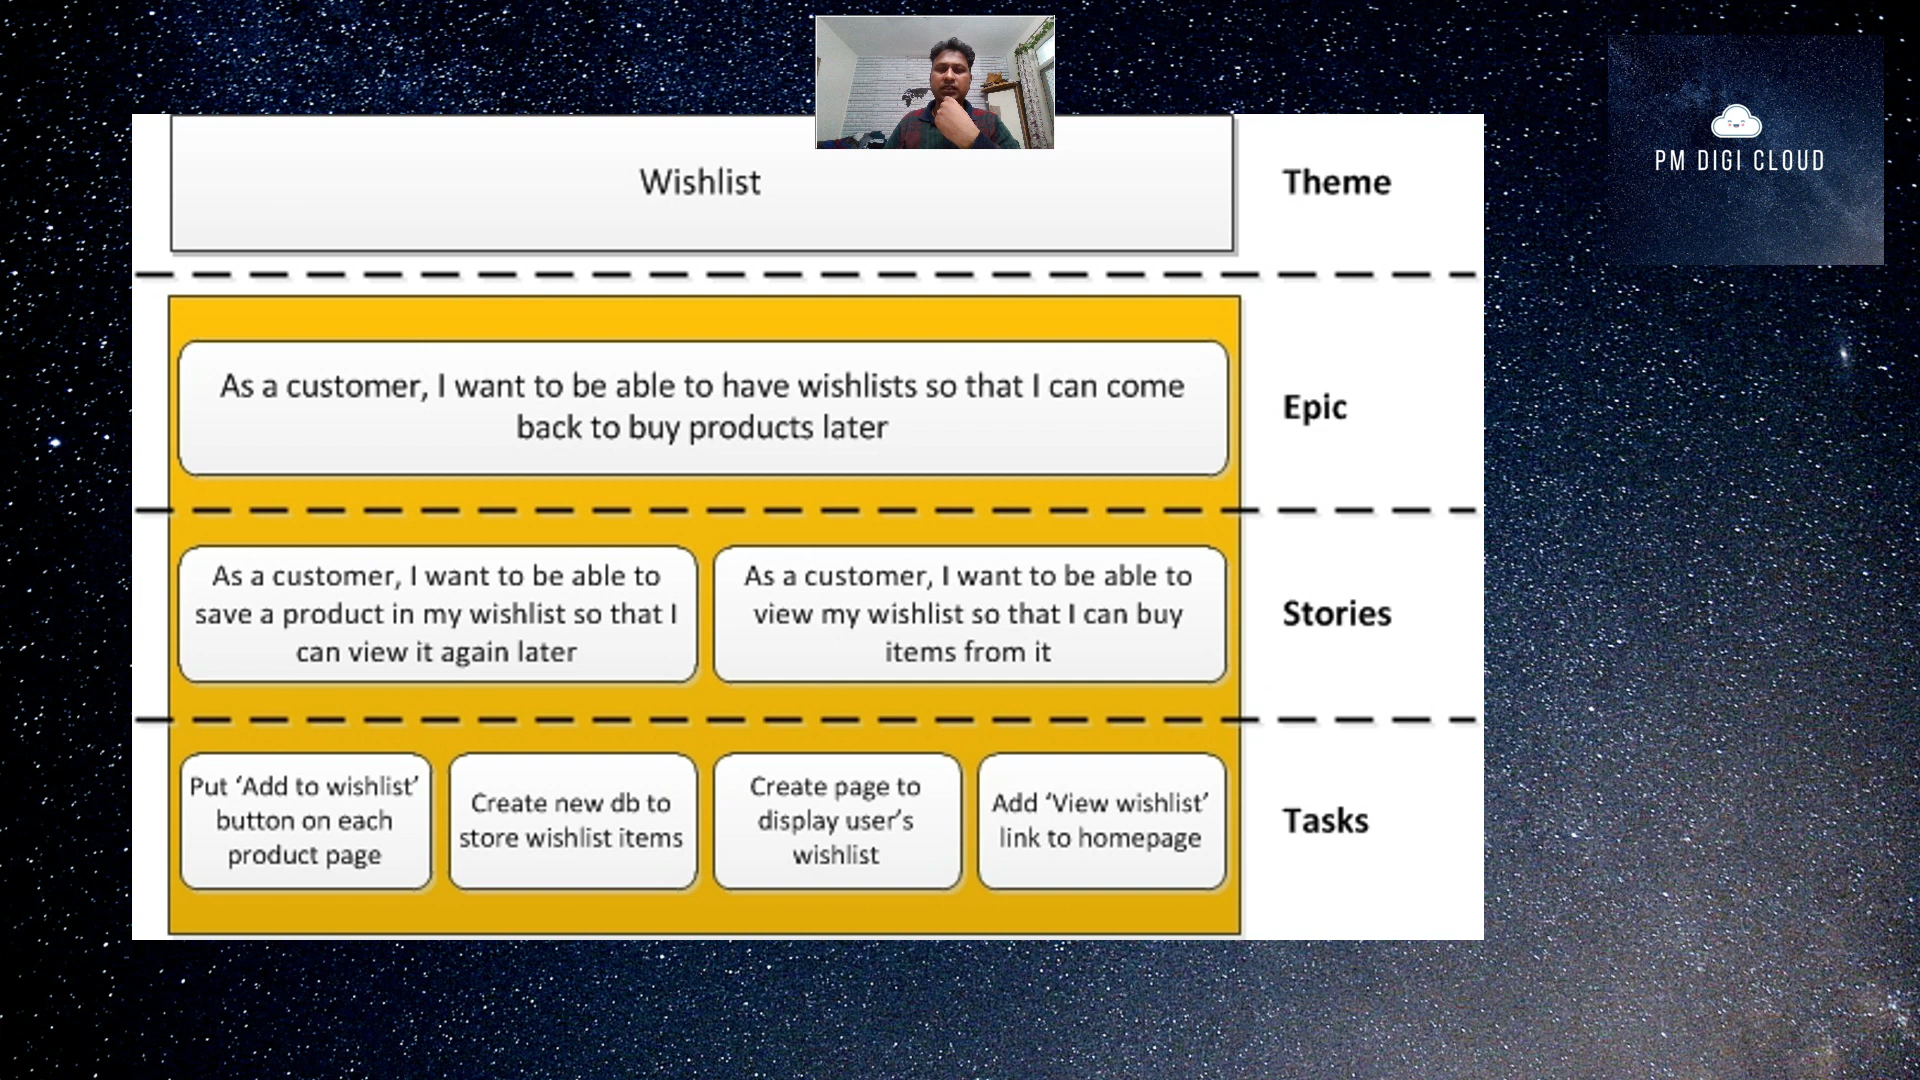 PM DIGI CLOUD
Wishlist
Theme
As a customer, I want to be able to have wishlists so that I can come
back to buy products later
Epic
As a customer, I want to be able to
save a product in my wishlist so that I
can view it again later
As a customer, I want to be able to
view my wishlist so that I can buy
items from it
Stories
Put ‘Add to wishlist’
button on each
product page
Create new db to
store wishlist items
Create page to
display user’s
wishlist
Add ‘View wishlist’
link to homepage
Tasks